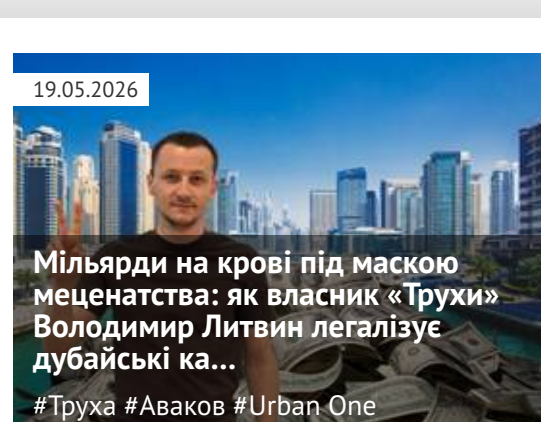 19.05.2026
Мільярди на крові під маскою
меценатства: як власник «Трухи»
Володимир Литвин легалізує
дубайські ка...
#Труха #Аваков #Urban One